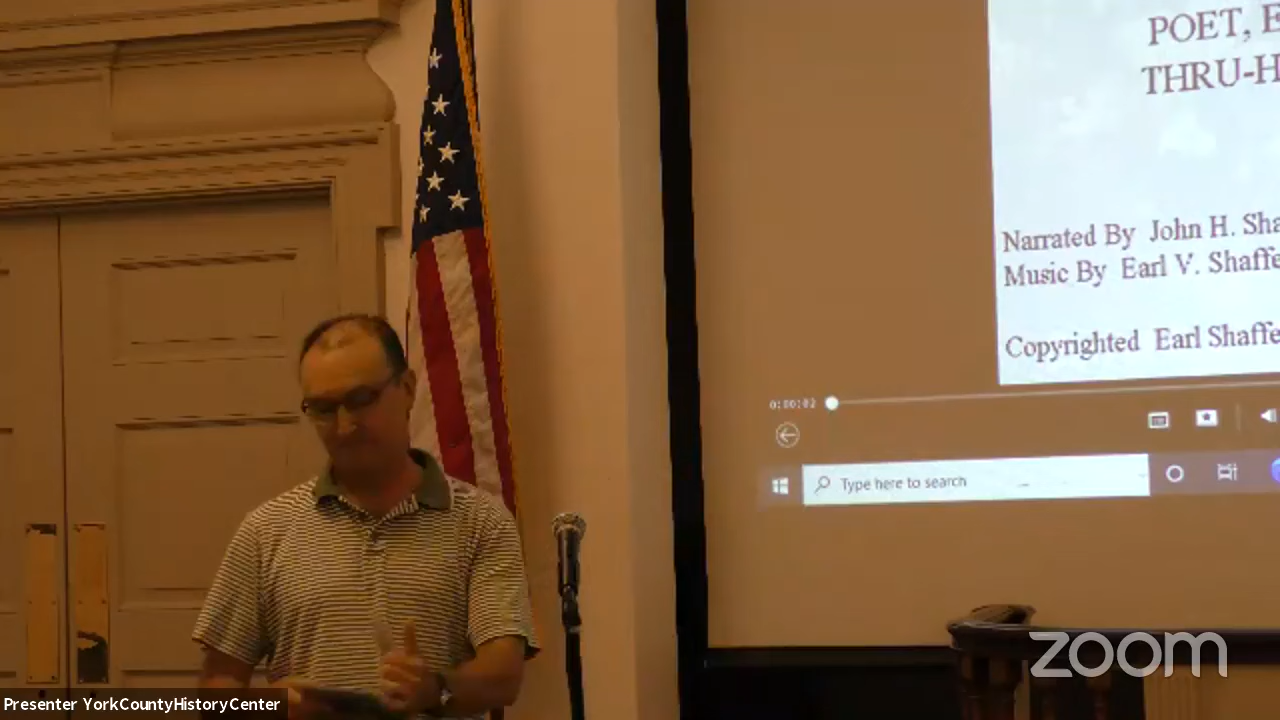 POET, E
THRU-H
Narrated By John H. Sha
Music By Earl V. Shaffe
Copyrighted Earl Shaffe
0:00:02
Type here to search
zoom
Presenter YorkCountyHistoryCenter